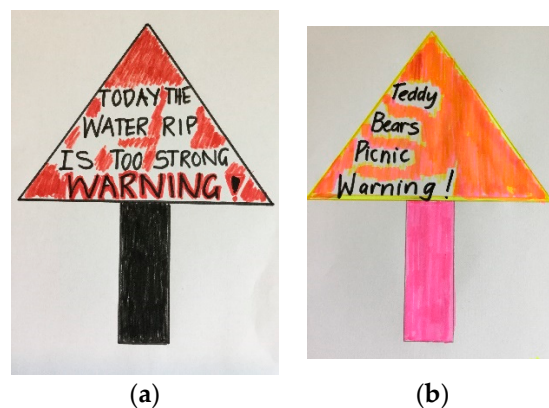 TODAY THE
WATER RIP
IS TOO STRONG
WARNING!
(a)
Teddy
Bears
Picnic
Warning!
(b)